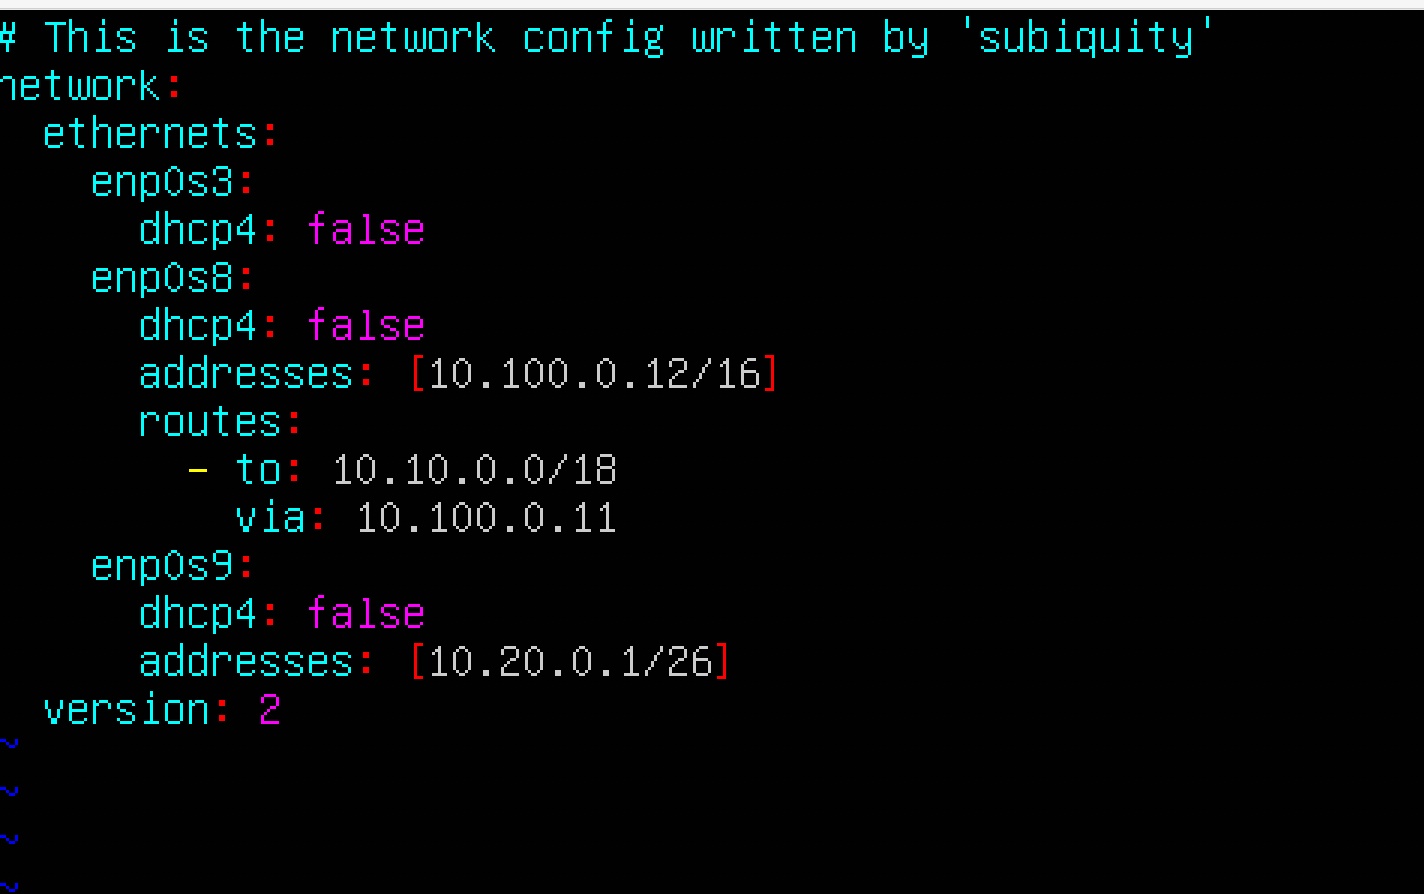 # This is the network config written by 'subiquity'
network:
  ethernets:
    enp0s3:
      dhcp4: false
    enp0s8:
      dhcp4: false
      addresses: [10.100.0.12/16]
      routes:
        - to: 10.10.0.0/18
          via: 10.100.0.11
    enp0s9:
      dhcp4: false
      addresses: [10.20.0.1/26]
  version: 2
~
~
~
~